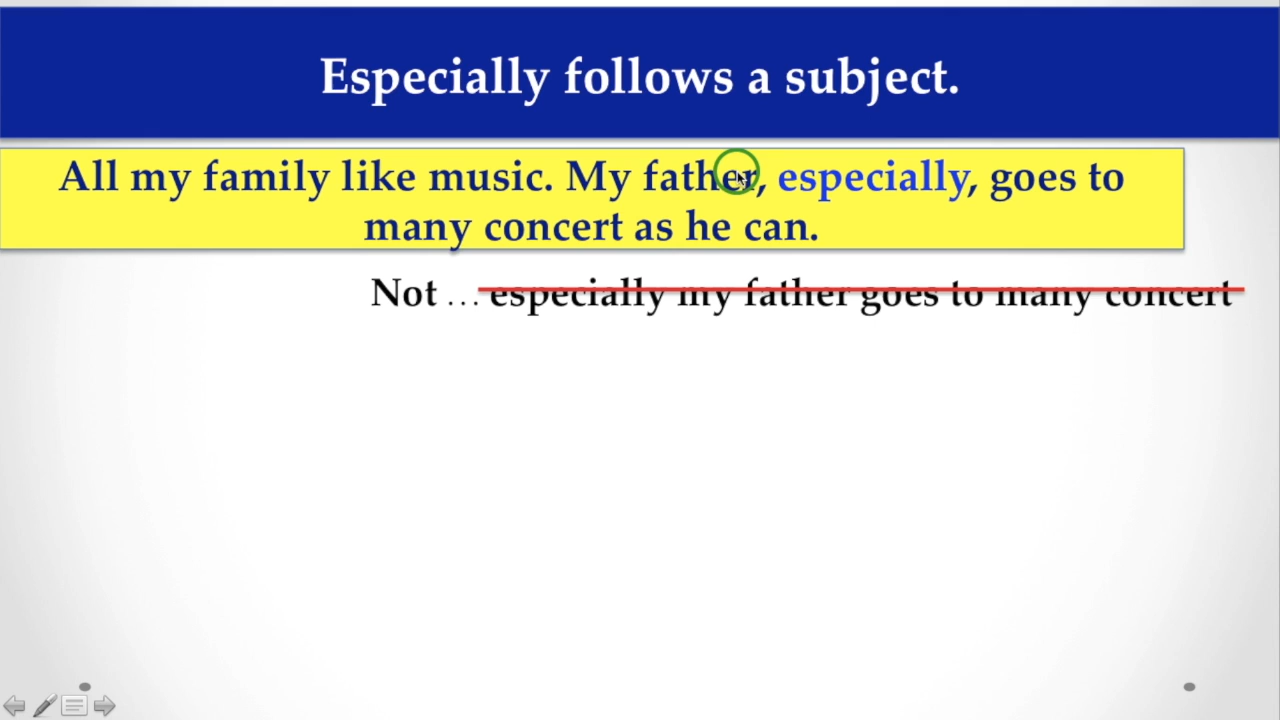 Especially follows a subject.
All my family like music. My father, especially, goes to
many concert as he can.
Not ... especially my father goes to many concert